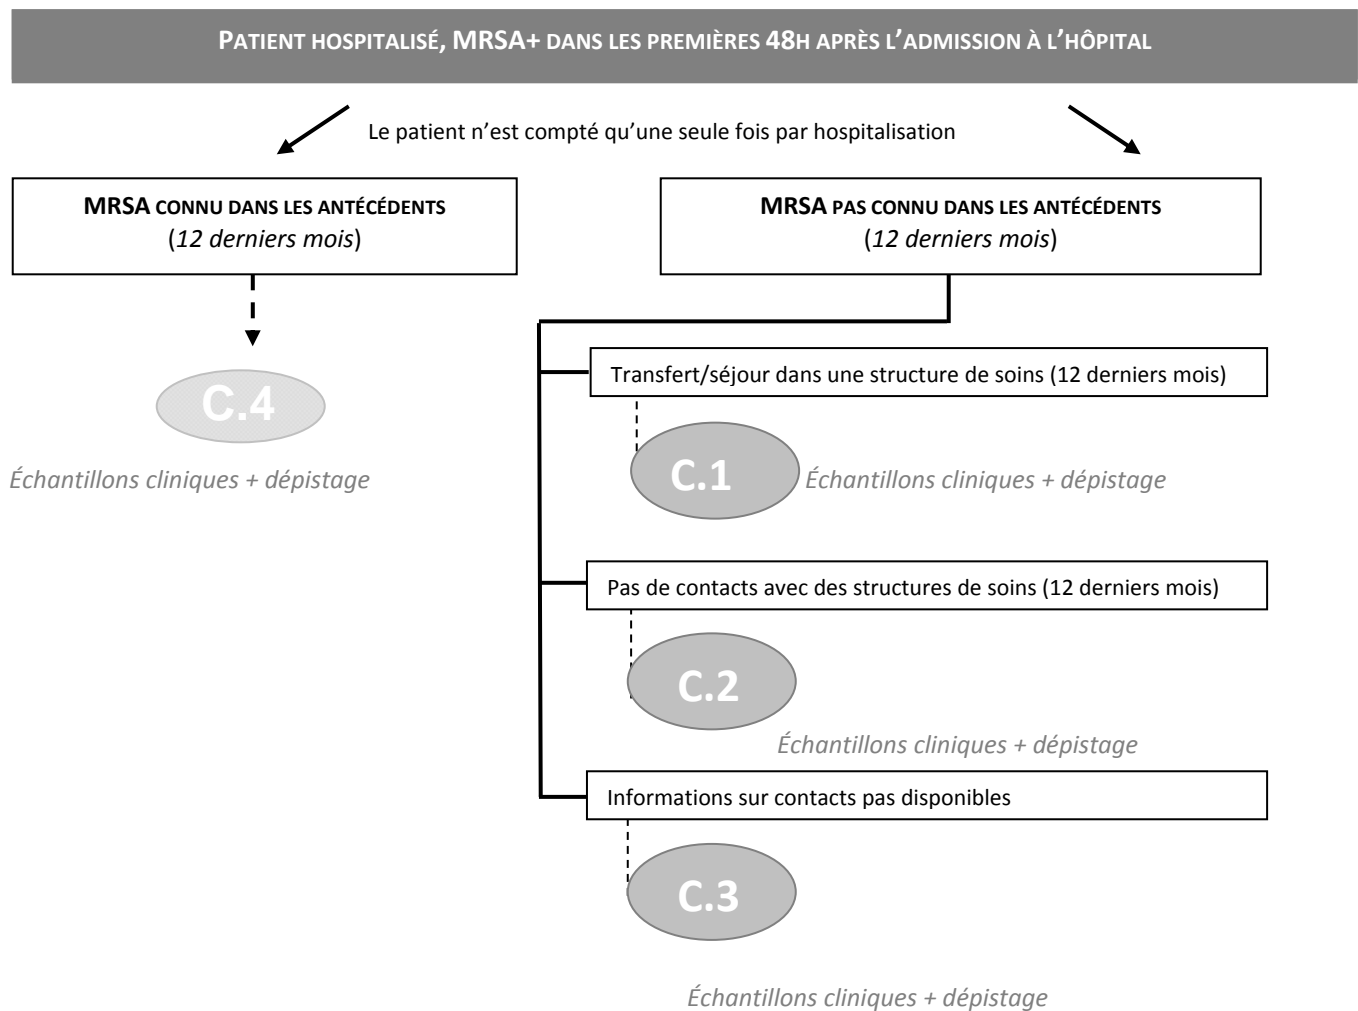 PATIENT HOSPITALISÉ, MRSA+ DANS LES PREMIÈRES 48H APRÈS L'ADMISSION À L'HÔPITAL
Le patient n'est compté qu'une seule fois par hospitalisation
MRSA CONNU DANS LES ANTÉCÉDENTS
(12 derniers mois)
MRSA PAS CONNU DANS LES ANTÉCÉDENTS
(12 derniers mois)
C.4
Échantillons cliniques + dépistage
Transfert/séjour dans une structure de soins (12 derniers mois)
C.1
Échantillons cliniques + dépistage
Pas de contacts avec des structures de soins (12 derniers mois)
C.2
Échantillons cliniques + dépistage
Informations sur contacts pas disponibles
C.3
Échantillons cliniques + dépistage